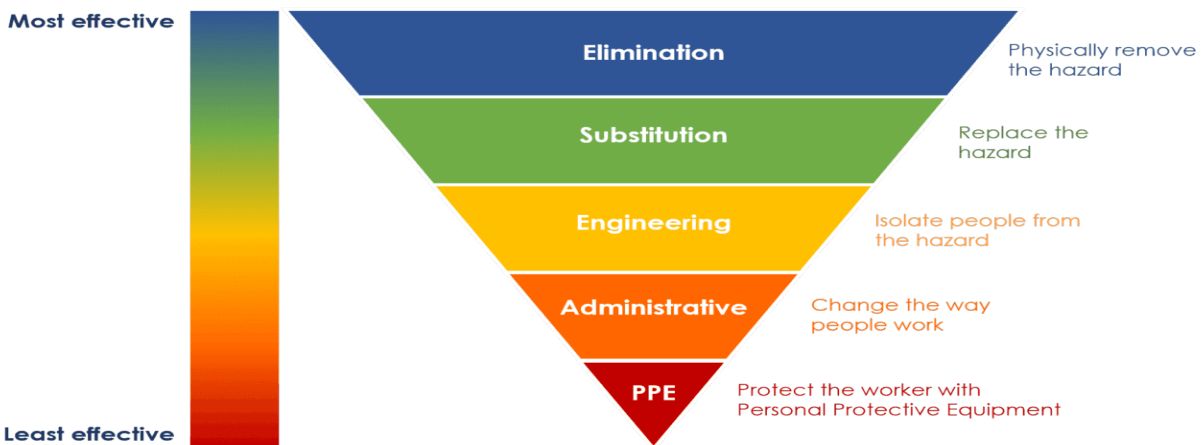 Most effective
Elimination
Physically remove
the hazard
Substitution
Replace the
hazard
Engineering
Isolate people from
the hazard
Administrative
Change the way
people work
PPE
Protect the worker with
Personal Protective Equipment
Least effective